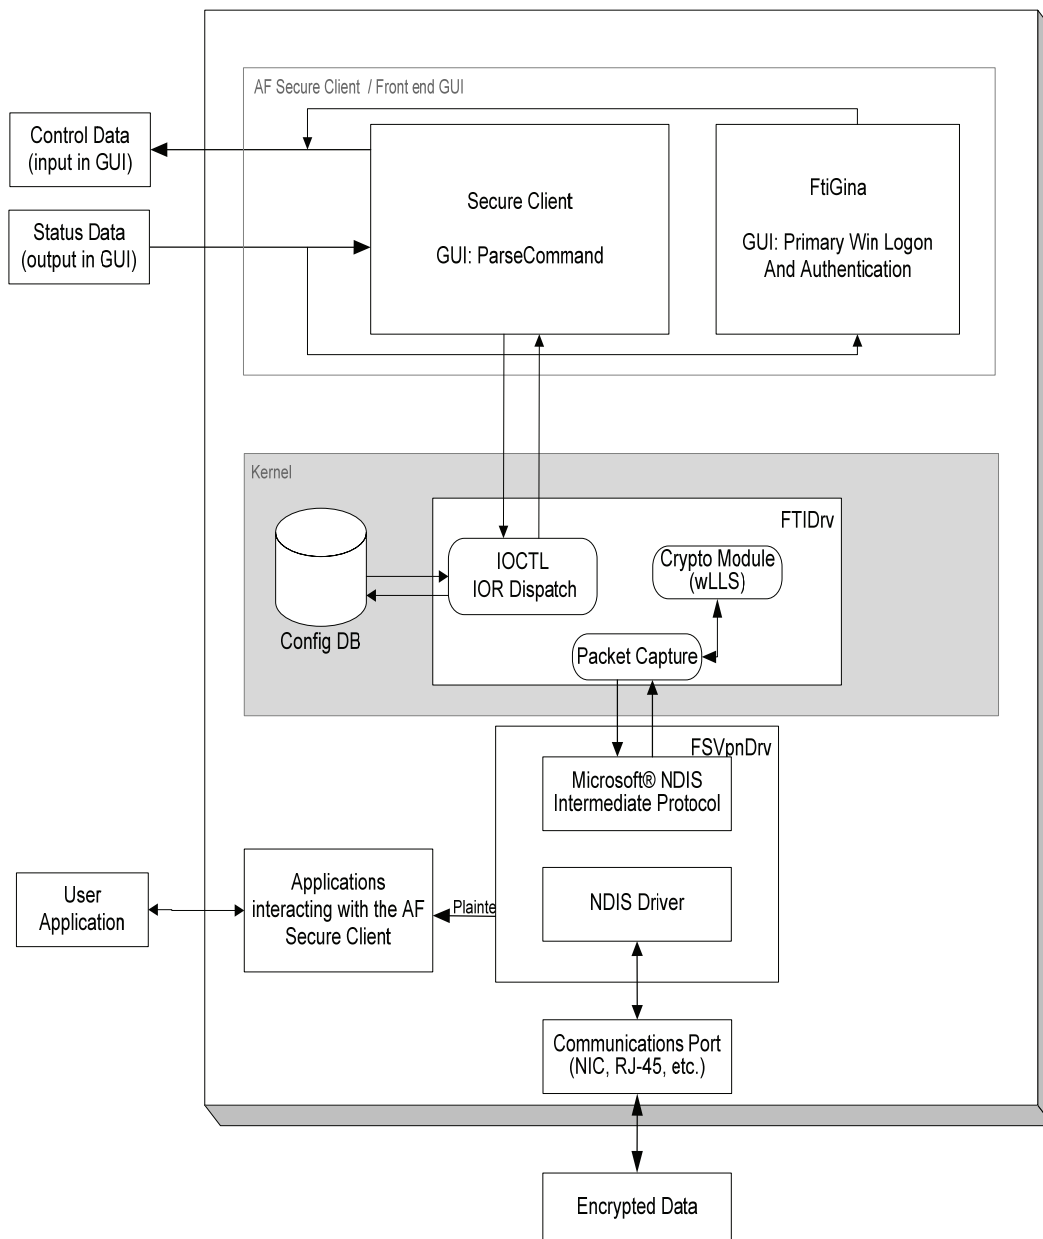 AF Secure Client / Front end GUI
Control Data
(input in GUI)
Status Data
(output in GUI)
Secure Client
GUI: ParseCommand
FtiGina
GUI: Primary Win Logon
And Authentication
Kernel
FTIDrv
IOCTL
IOR Dispatch
Crypto Module
(wLLS)
Config DB
Packet Capture
FSVpnDrv
Microsoft® NDIS
Intermediate Protocol
User
Application
Applications
interacting with the AF
Secure Client
Plainte
NDIS Driver
Communications Port
(NIC, RJ-45, etc.)
Encrypted Data